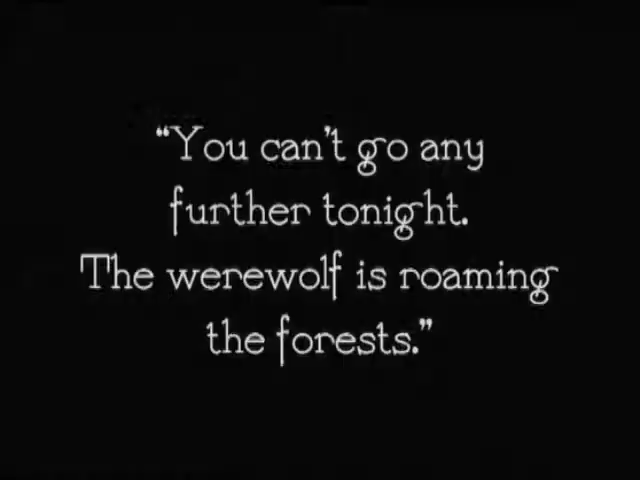 “You can't go any
further tonight.
The werewolf is roaming
the forests.”